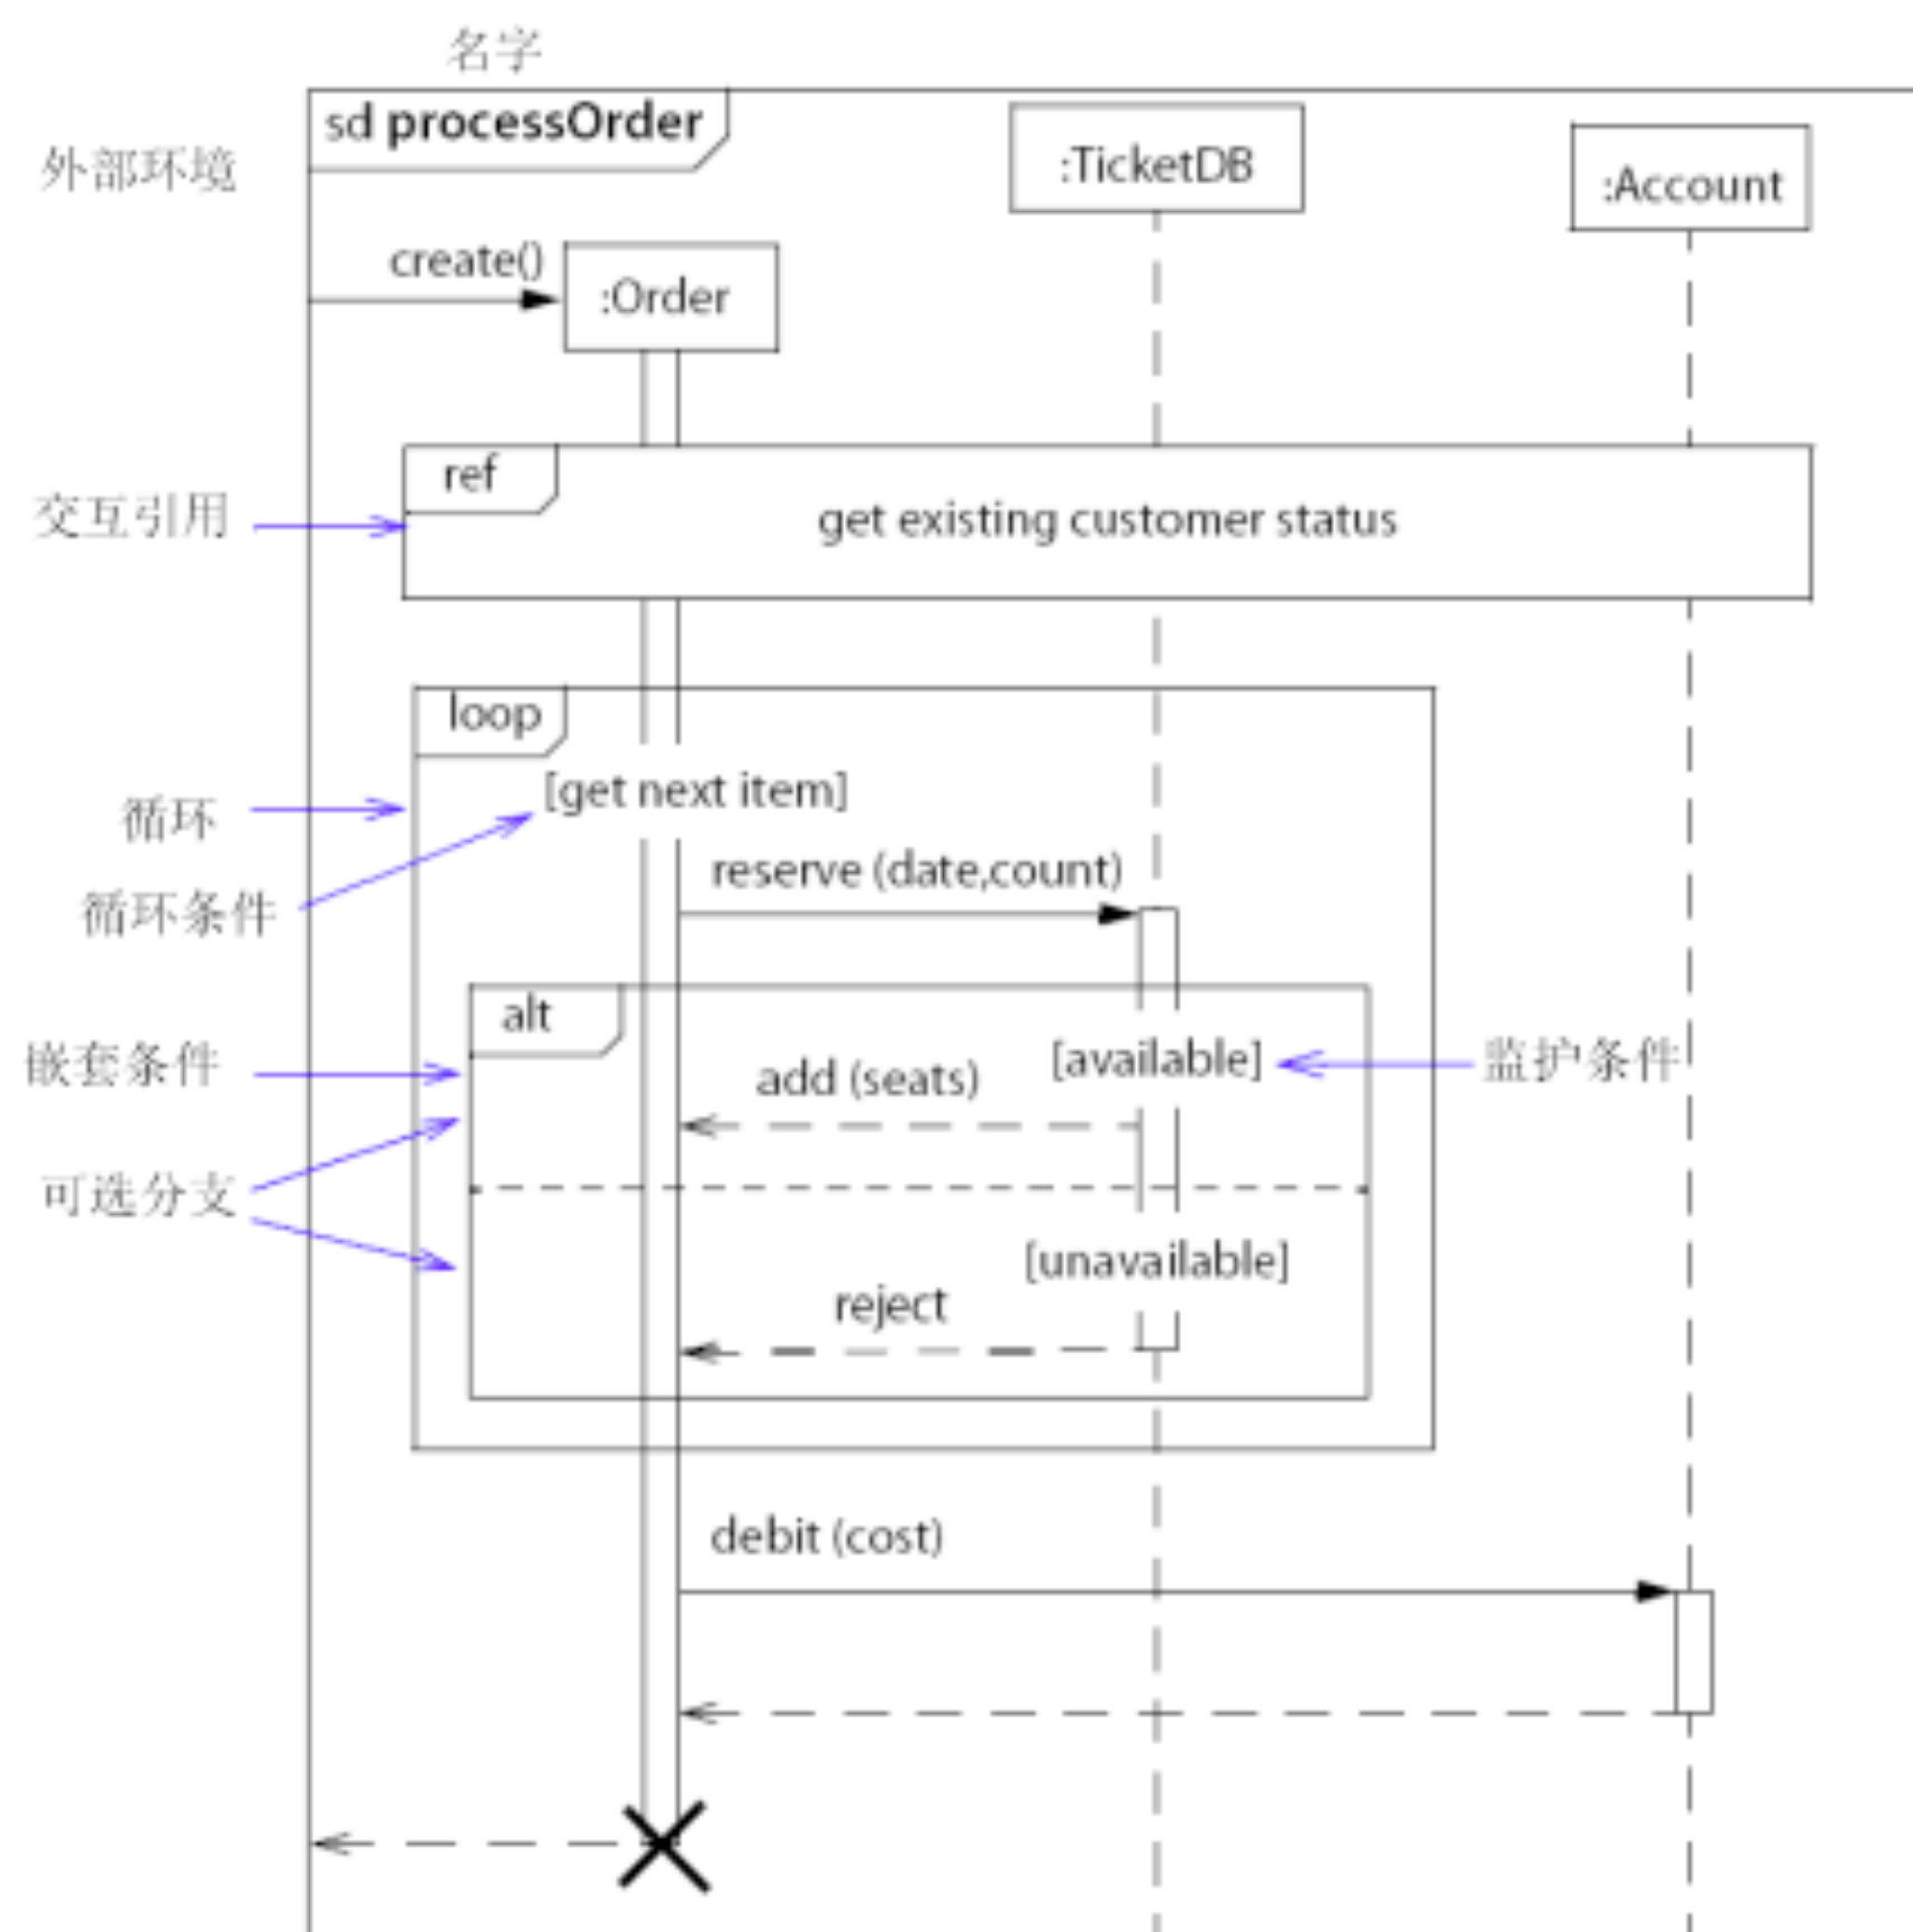 名字
sd processOrder
外部环境
:TicketDB
:Account
create()
:Order
ref
交互引用
get existing customer status
loop
[get next item]
循环
reserve (date,count)
循环条件
alt
嵌套条件
add (seats)
[available]
监护条件
可选分支
[unavailable]
reject
debit (cost)